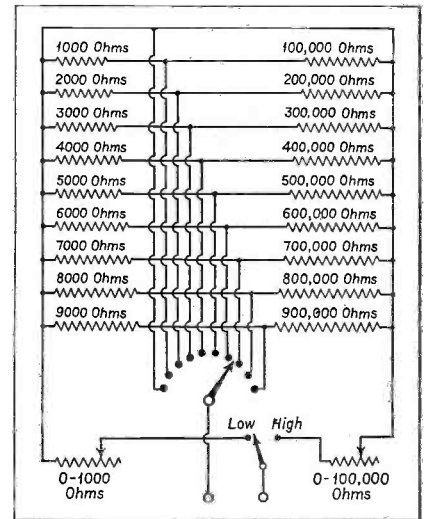 1000 Ohms 100,000 Ohms
2000 Ohms 200,000 Ohms
3000 Ohms 300,000 Ohms
4000 Ohms 400,000 Ohms
5000 Ohms 500,000 Ohms
6000 Ohms 600,000 Ohms
7000 Ohms 700,000 Ohms
8000 Ohms 800,000 Ohms
9000 Ohms 900,000 Ohms
Low High
0-1000 0-100,000
Ohms Ohms